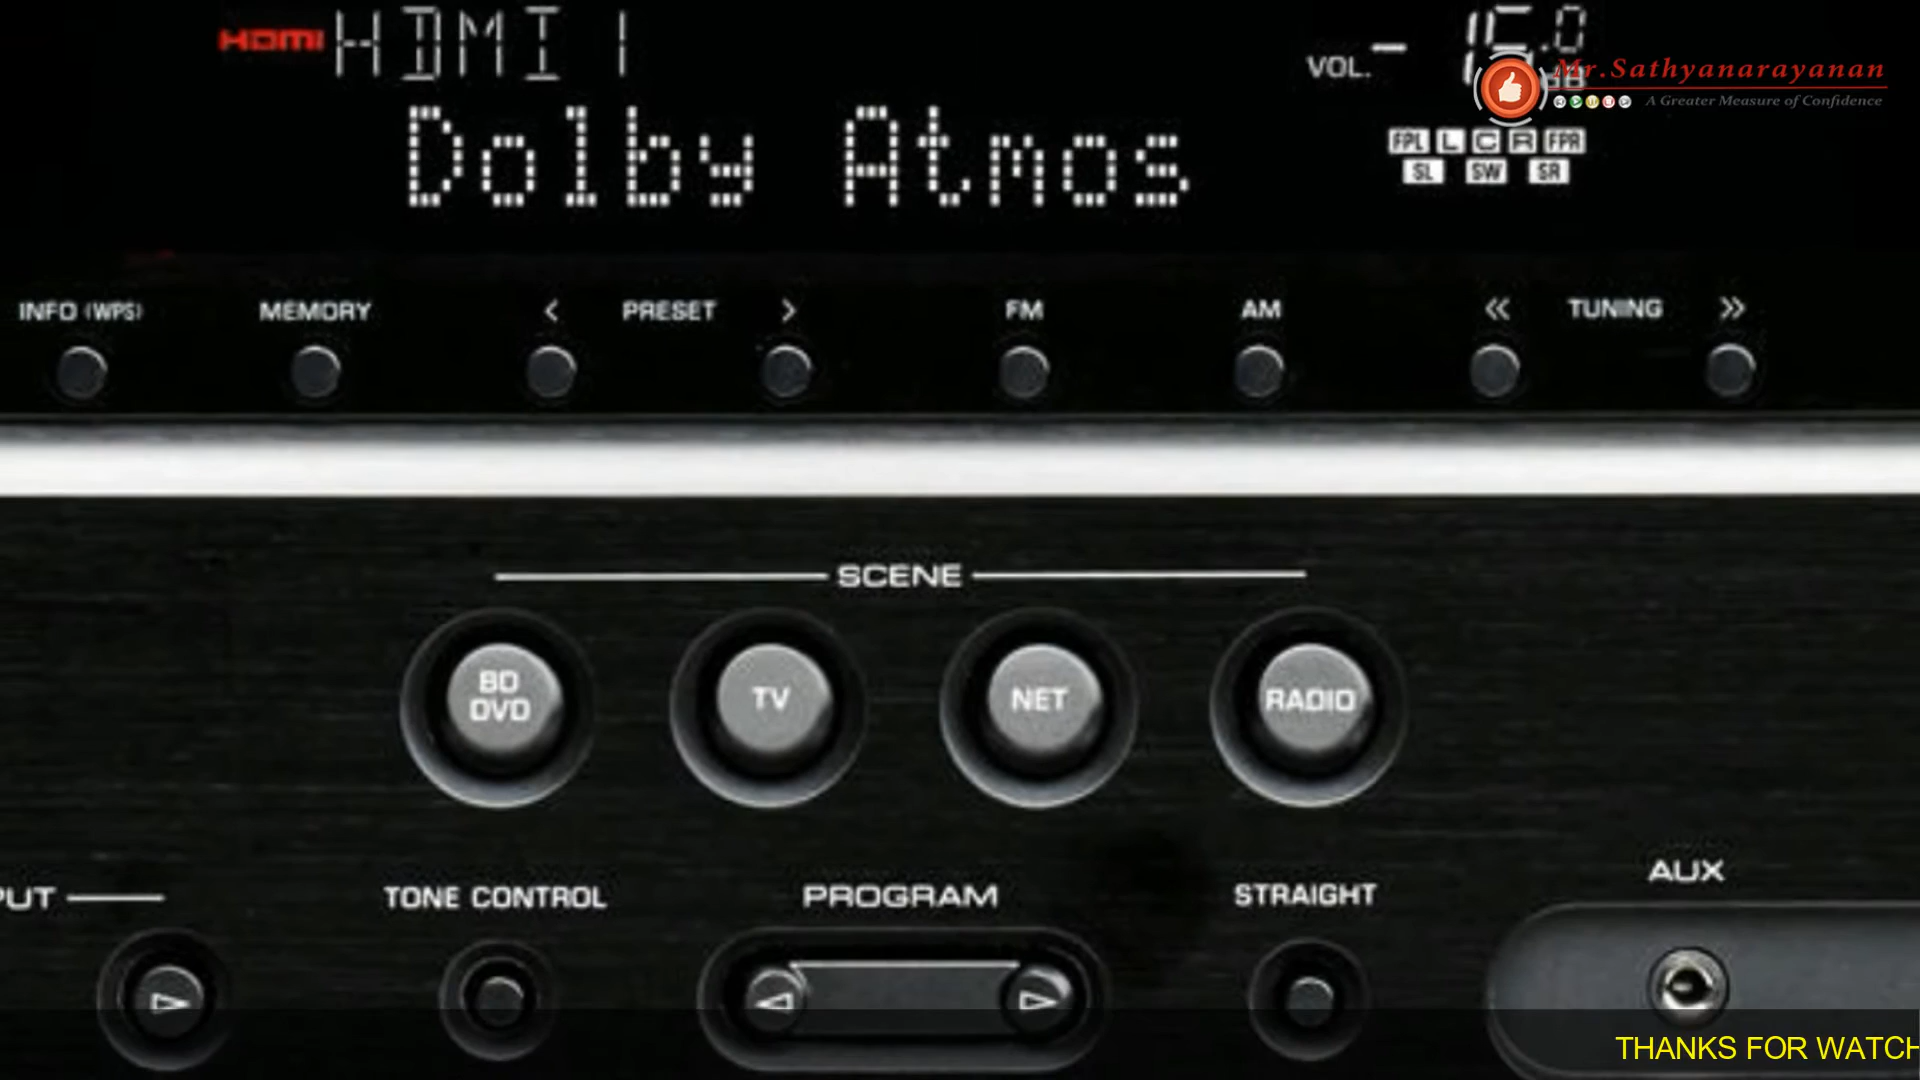 HDMI HDMI 1
VOL. - 16.0
dB
Mr.Sathyanarayanan
A Greater Measure of Confidence
Dolby Atmos
FPL L C R FPR
SL SW SR
INFO (WPS) MEMORY < PRESET > FM AM << TUNING >>
SCENE
BD
DVD
TV
NET
RADIO
AUX
PUT
TONE CONTROL
PROGRAM
STRAIGHT
THANKS FOR WATCH